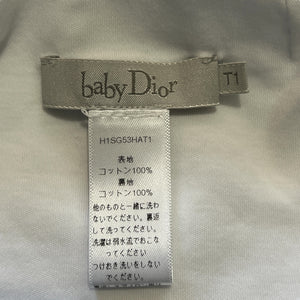 baby Dior
T1
H1SG53HAT1
表地
コットン100%
裏地
コットン100%
他のものと一緒に洗わ
ないでください。裏返
して洗ってください。
洗濯は弱水流でおこな
ってください
つけおき洗いをしない
でください。